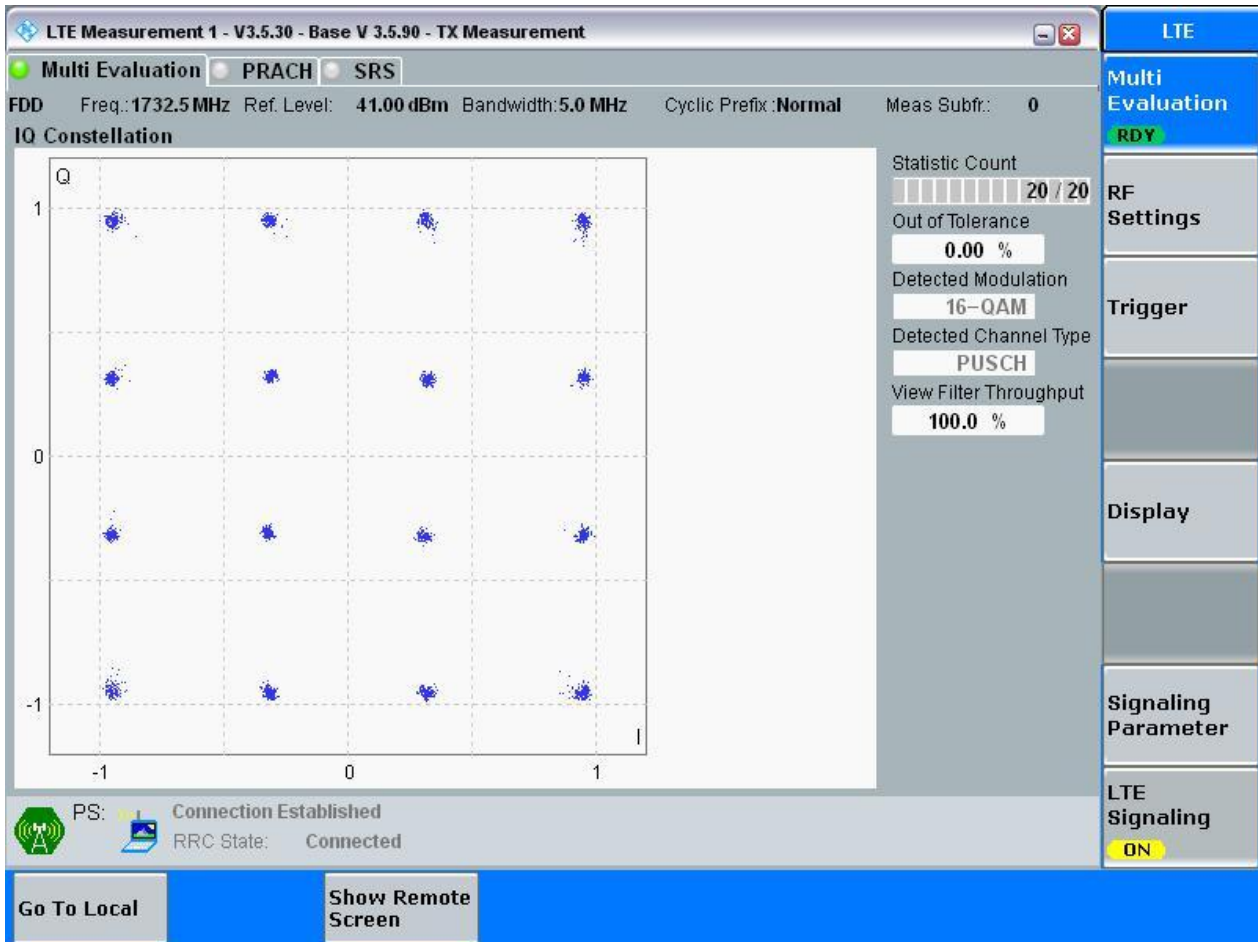 LTE Measurement 1 - V3.5.30 - Base V 3.5.90 - TX Measurement
LTE
Multi Evaluation PRACH SRS
FDD Freq.: 1732.5 MHz Ref. Level: 41.00 dBm Bandwidth: 5.0 MHz Cyclic Prefix : Normal Meas Subfr.: 0
IQ Constellation
Q
1
0
-1
-1 0 1
I
Statistic Count
20 / 20
Out of Tolerance
0.00 %
Detected Modulation
16-QAM
Detected Channel Type
PUSCH
View Filter Throughput
100.0 %
Multi
Evaluation
RDY
RF
Settings
Trigger
Display
Signaling
Parameter
LTE
Signaling
ON
PS: Connection Established
RRC State: Connected
Go To Local
Show Remote
Screen